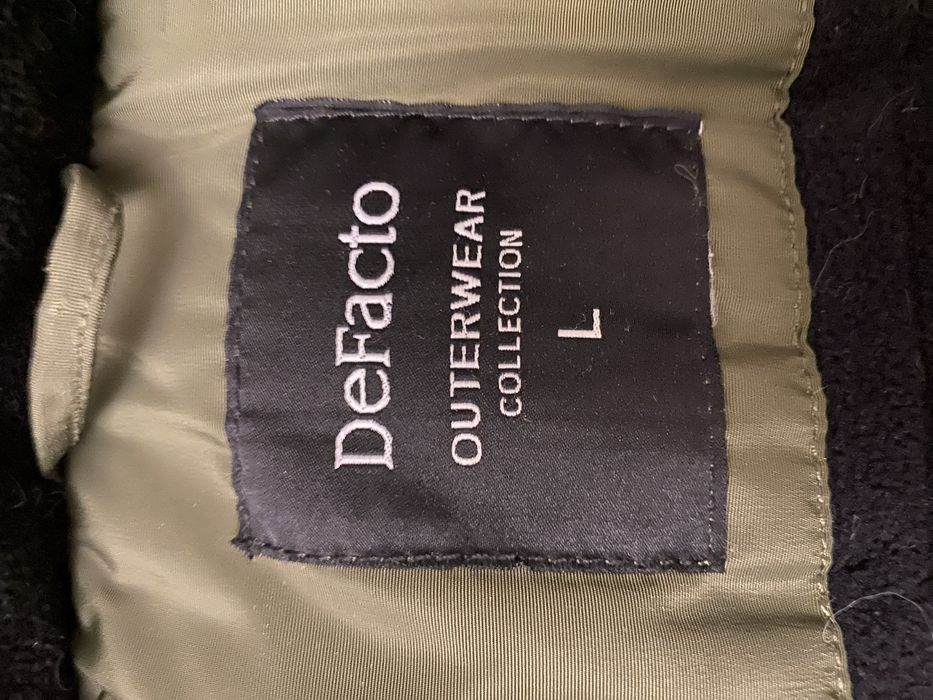 DeFacto
OUTERWEAR
COLLECTION
L